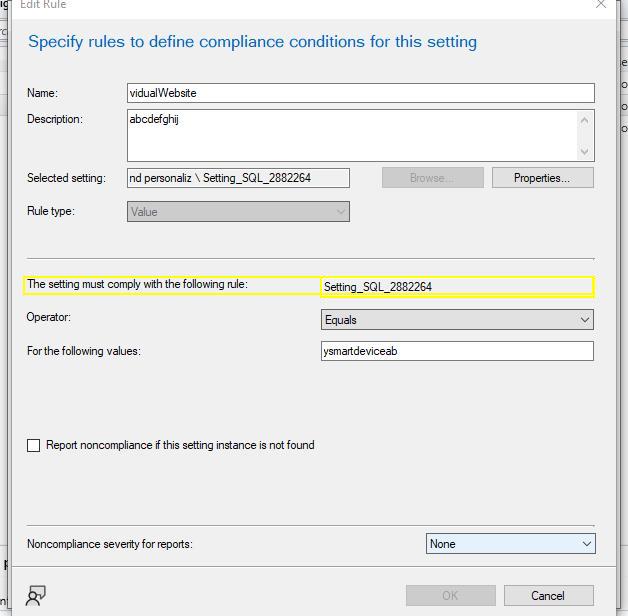 Edit Rule
Specify rules to define compliance conditions for this setting
Name:
vidualWebsite
Description:
abcdefghij
Selected setting:
nd personaliz \ Setting_SQL_2882264
Browse...
Properties...
Rule type:
Value
The setting must comply with the following rule:
Setting_SQL_2882264
Operator:
Equals
For the following values:
ysmartdeviceab
Report noncompliance if this setting instance is not found
Noncompliance severity for reports:
None
OK
Cancel